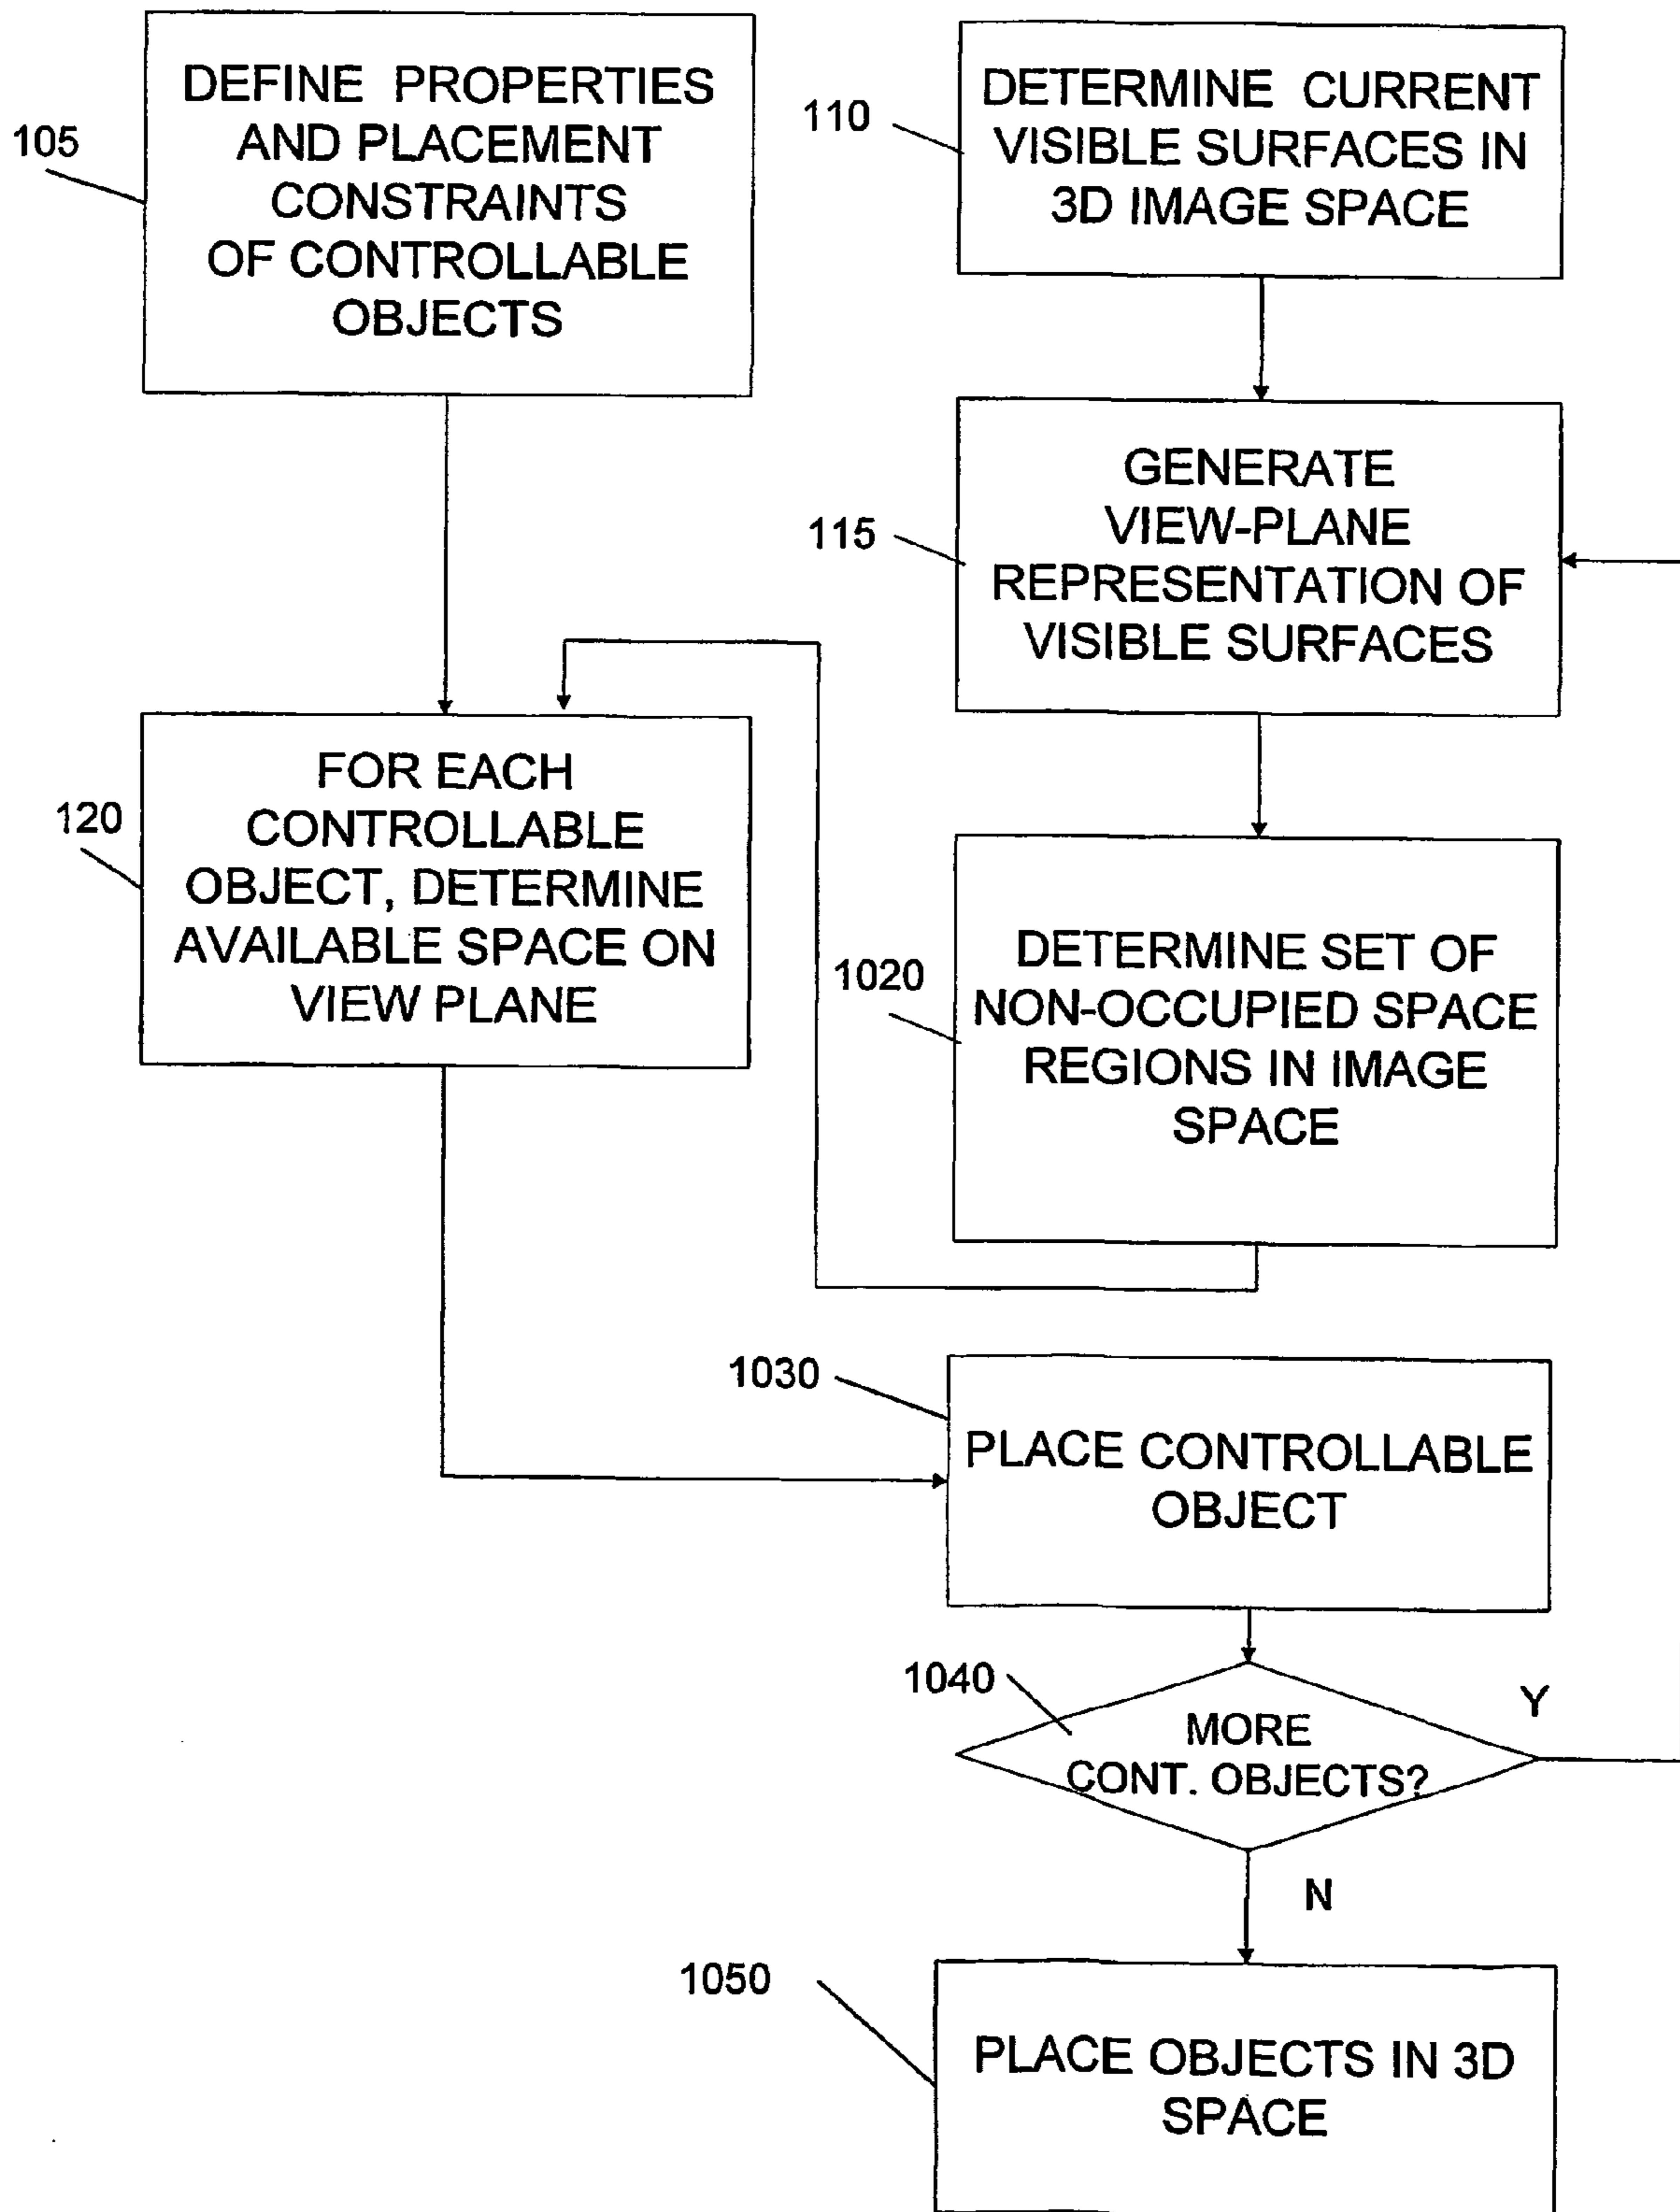 105
DEFINE PROPERTIES
AND PLACEMENT
CONSTRAINTS
OF CONTROLLABLE
OBJECTS
110
DETERMINE CURRENT
VISIBLE SURFACES IN
3D IMAGE SPACE
115
GENERATE
VIEW-PLANE
REPRESENTATION OF
VISIBLE SURFACES
120
FOR EACH
CONTROLLABLE
OBJECT, DETERMINE
AVAILABLE SPACE ON
VIEW PLANE
1020
DETERMINE SET OF
NON-OCCUPIED SPACE
REGIONS IN IMAGE
SPACE
1030
PLACE CONTROLLABLE
OBJECT
1040
MORE
CONT. OBJECTS?
Y
N
1050
PLACE OBJECTS IN 3D
SPACE